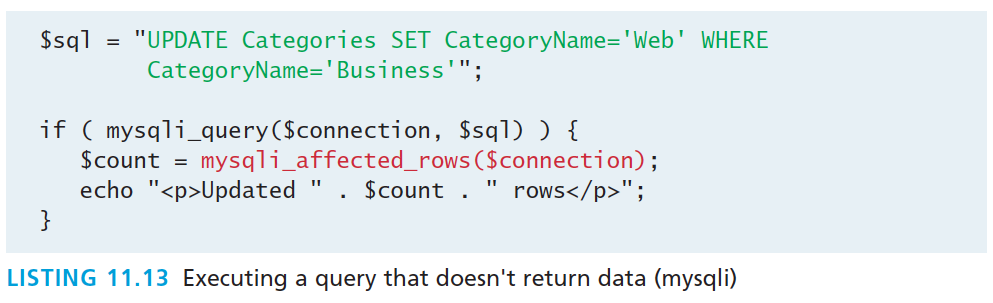 $sql = "UPDATE Categories SET CategoryName='Web' WHERE
CategoryName='Business'";
if ( mysqli_query($connection, $sql) ) {
$count = mysqli_affected_rows($connection);
echo "<p>Updated " . $count . " rows</p>";
}
LISTING 11.13 Executing a query that doesn't return data (mysqli)